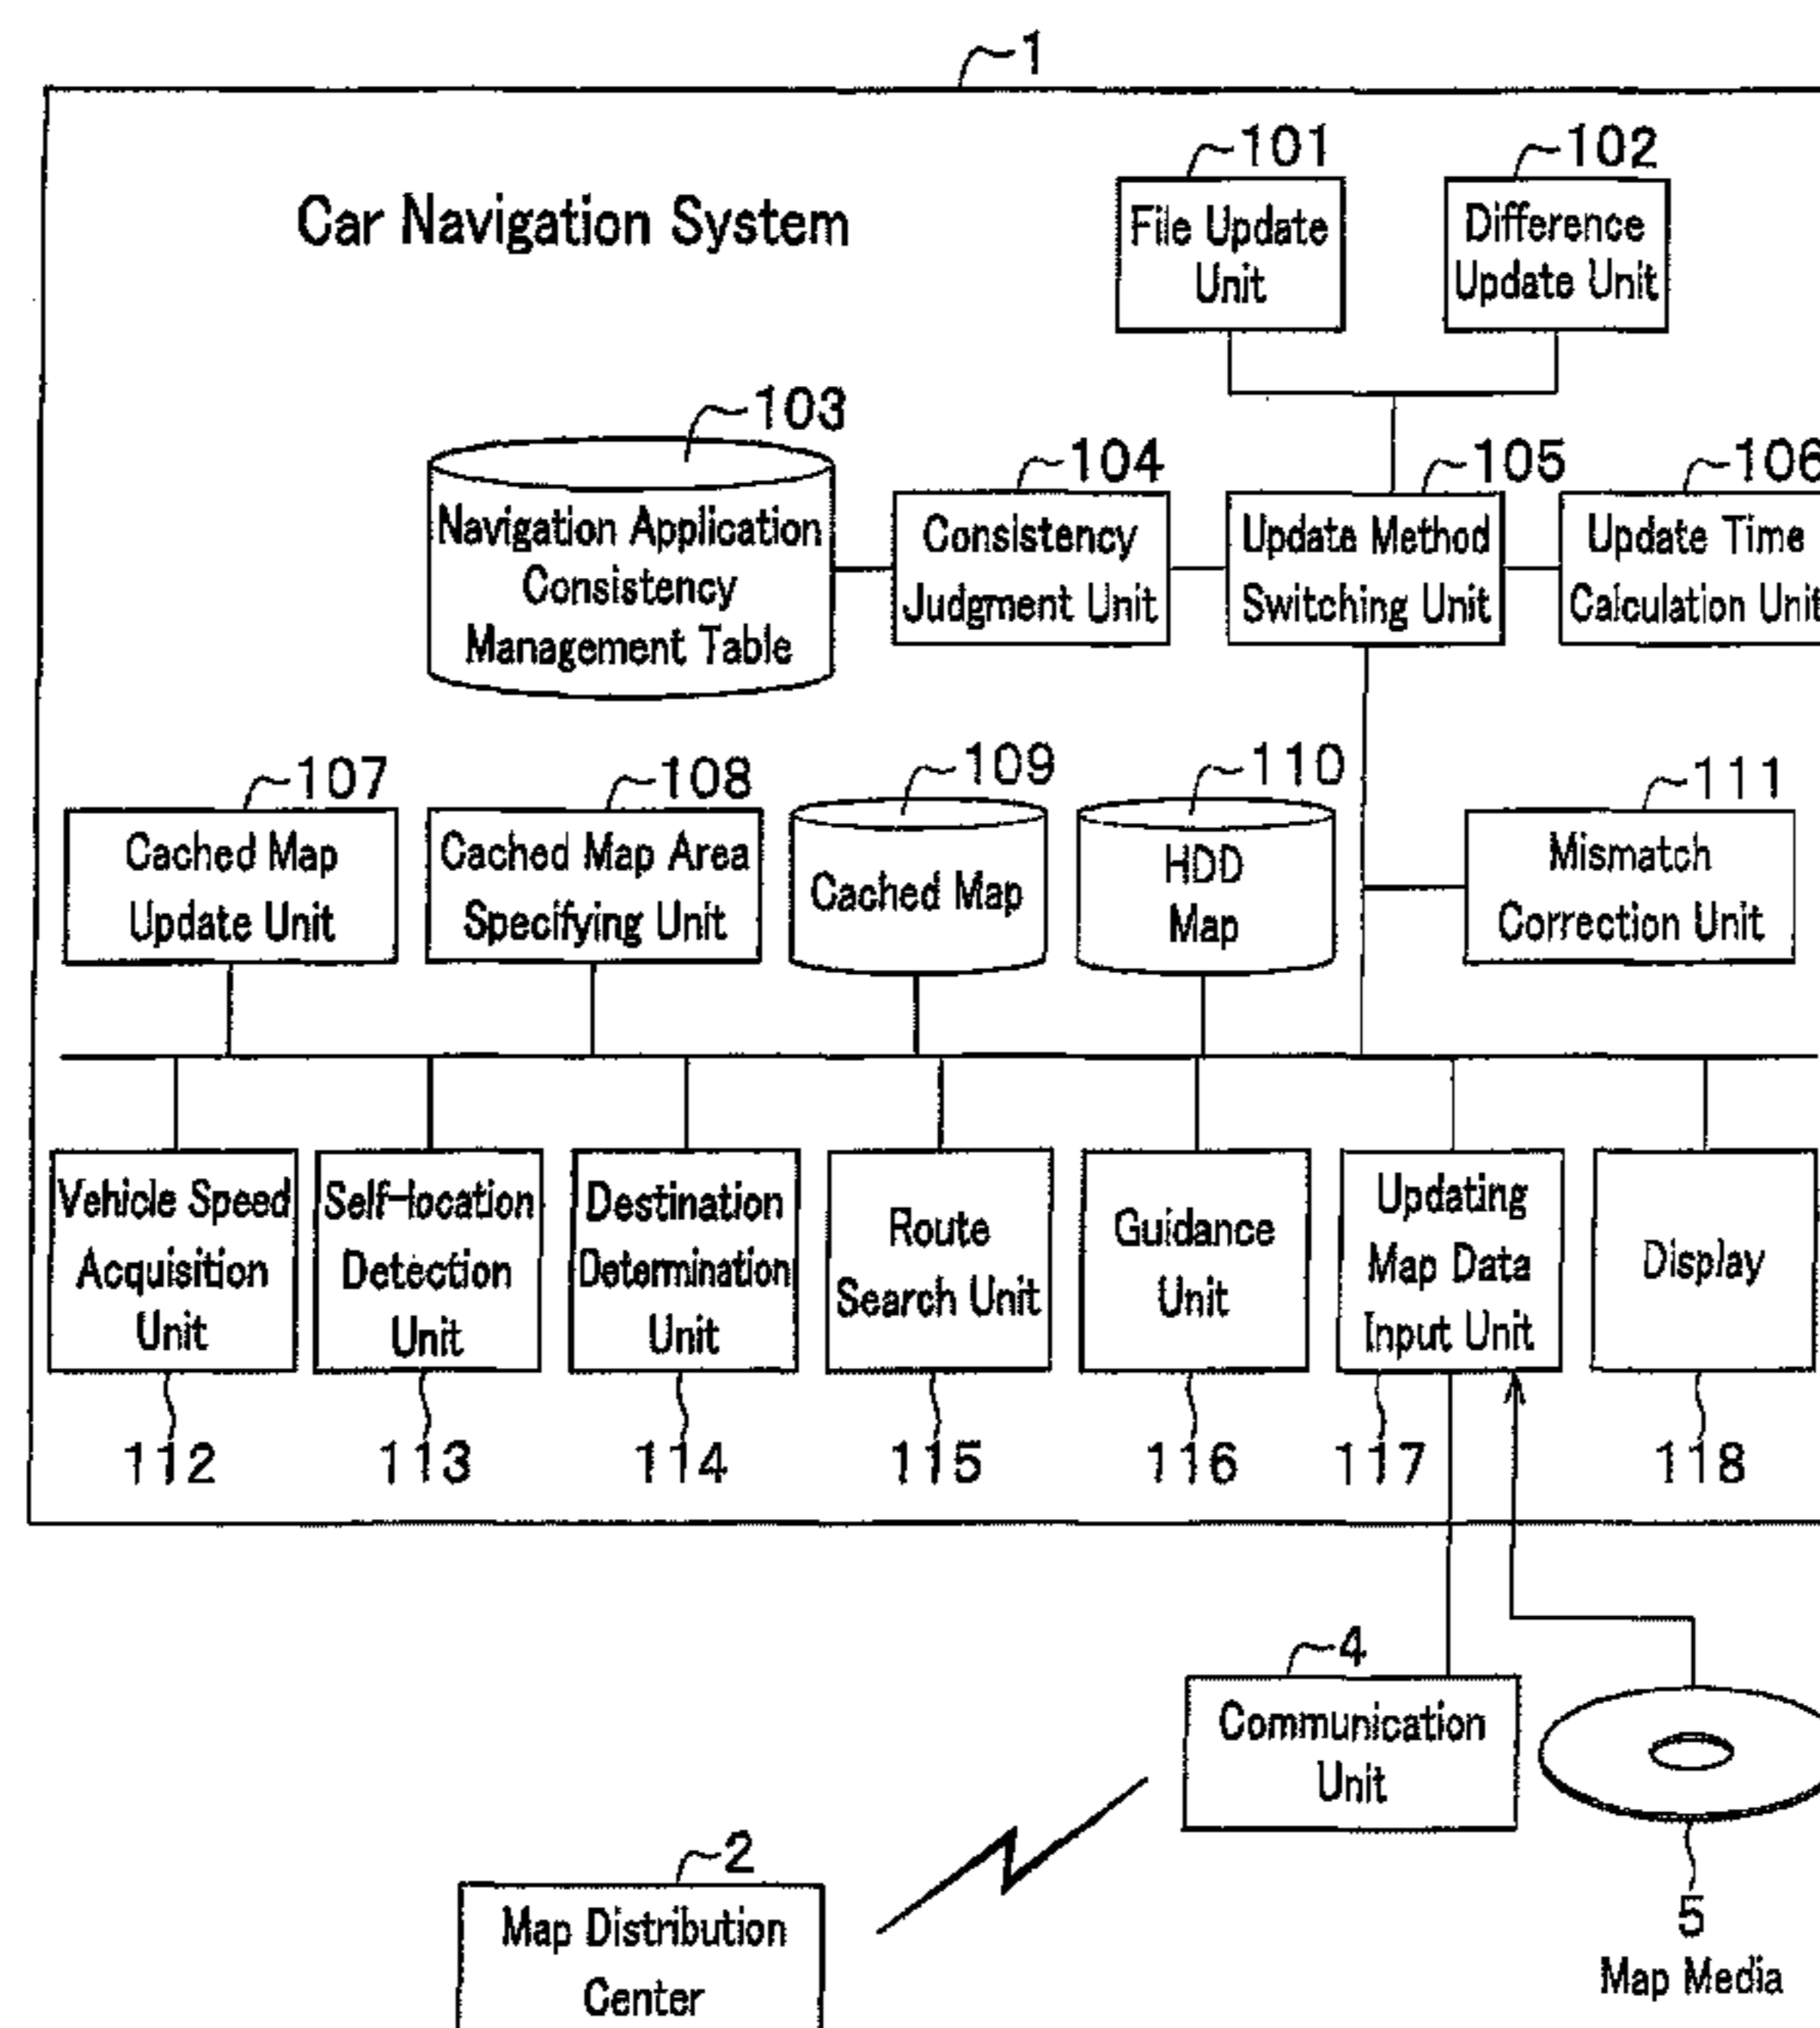 1
101
102
Car Navigation System
File Update
Unit
Difference
Update Unit
103
104
105
106
Navigation Application
Consistency
Management Table
Consistency
Judgment Unit
Update Method
Switching Unit
Update Time
Calculation Unit
107
108
109
110
111
Cached Map
Update Unit
Cached Map Area
Specifying Unit
Cached Map
HDD
Map
Mismatch
Correction Unit
Vehicle Speed
Acquisition
Unit
Self-location
Detection
Unit
Destination
Determination
Unit
Route
Search Unit
Guidance
Unit
Updating
Map Data
Input Unit
Display
112
113
114
115
116
117
118
4
Communication
Unit
2
Map Distribution
Center
5
Map Media